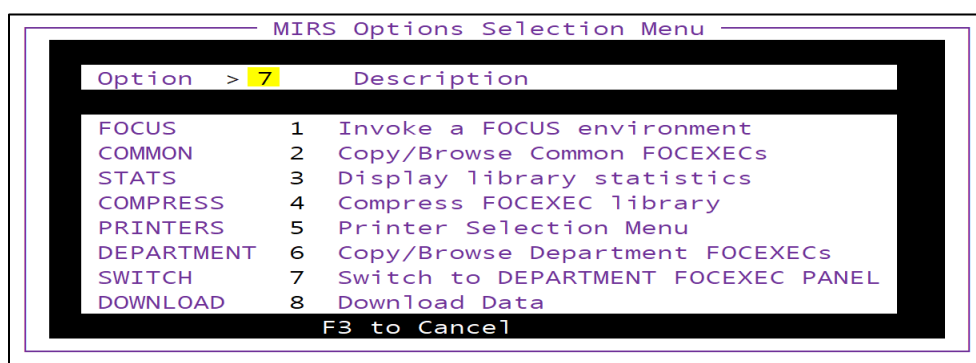 MIRS Options Selection Menu
Option > 7 Description
FOCUS 1 Invoke a FOCUS environment
COMMON 2 Copy/Browse Common FOCEXECs
STATS 3 Display library statistics
COMPRESS 4 Compress FOCEXEC library
PRINTERS 5 Printer Selection Menu
DEPARTMENT 6 Copy/Browse Department FOCEXECs
SWITCH 7 Switch to DEPARTMENT FOCEXEC PANEL
DOWNLOAD 8 Download Data
F3 to Cancel